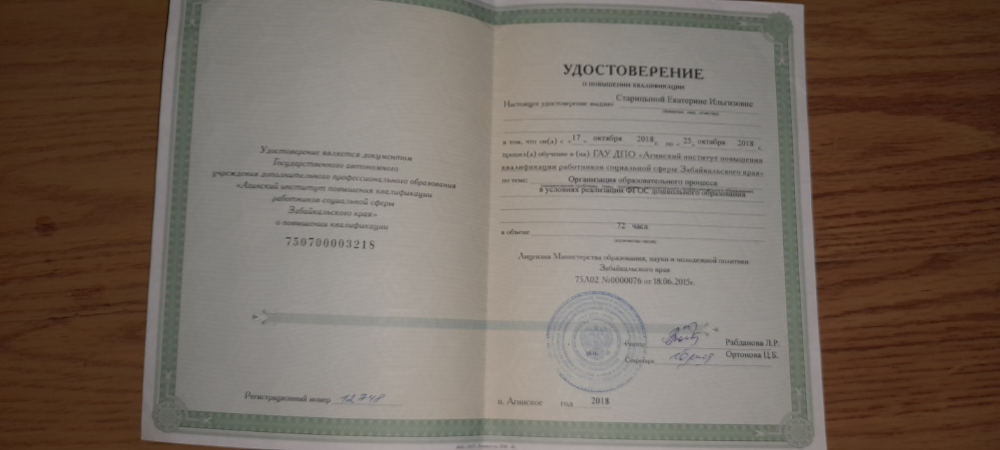 Удостоверение является документом
Государственного автономного
учреждения дополнительного профессионального образования
«Агинский институт повышения квалификации
работников социальной сферы
Забайкальского края»
о повышении квалификации
750700003218
Регистрационный номер 12748
УДОСТОВЕРЕНИЕ
О ПОВЫШЕНИИ КВАЛИФИКАЦИИ
Настоящее удостоверение выдано Старицыной Екатерине Ильгизовне
(фамилия, имя, отчество)
в том, что он(а) с «17» октября 2018 г. по «25» октября 2018 г.
прошел(а) обучение в (на) ГАУ ДПО «Агинский институт повышения
квалификации работников социальной сферы Забайкальского края»
по теме: Организация образовательного процесса
в условиях реализации ФГОС дошкольного образования
в объеме 72 часа
(количество часов)
Лицензия Министерства образования, науки и молодежной политики
Забайкальского края
75Л02 №0000076 от 18.06.2015г.
Ректор Рабданова Л.Р.
Секретарь Ортонова Ц.Б.
п. Агинское год 2018